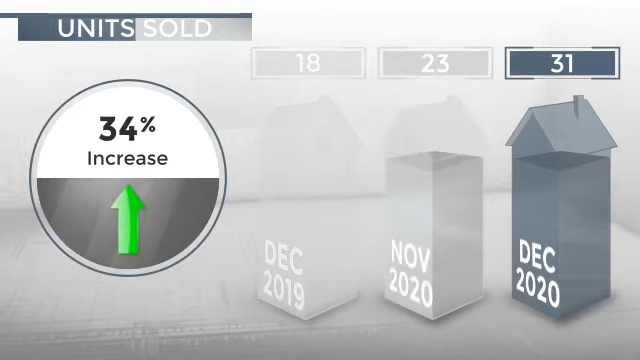 UNITS SOLD
18
23
31
34%
Increase
DEC
2019
NOV
2020
DEC
2020